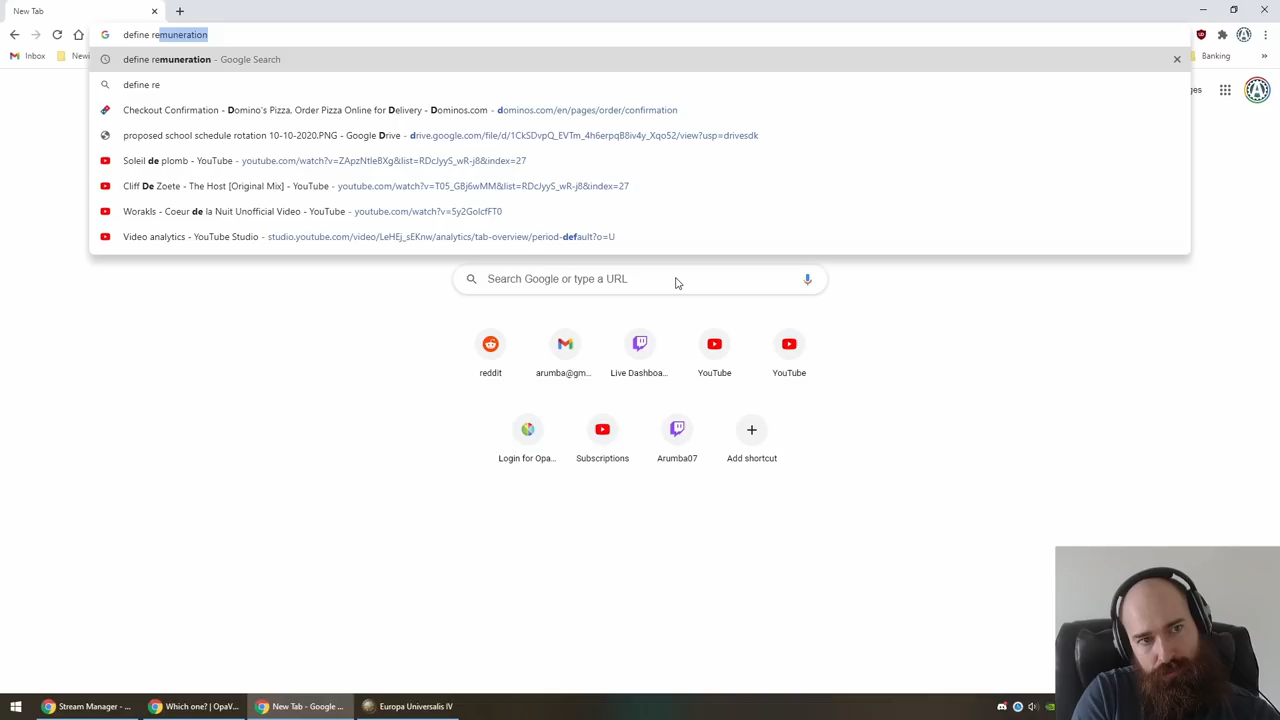 New Tab
define remuneration
Inbox
Newi
Banking
define remuneration - Google Search
define re
Checkout Confirmation - Domino's Pizza, Order Pizza Online for Delivery - Dominos.com - dominos.com/en/pages/order/confirmation
proposed school schedule rotation 10-10-2020.PNG - Google Drive - drive.google.com/file/d/1CkSDvpQ_EVTm_4h6erpqB8iv4y_Xqo52/view?usp=drivesdk
Soleil de plomb - YouTube - youtube.com/watch?v=ZApzNtleBXg&list=RDcJyyS_wR-j8&index=27
Cliff De Zoete - The Host [Original Mix] - YouTube - youtube.com/watch?v=T05_GBj6wMM&list=RDcJyyS_wR-j8&index=27
Worakls - Coeur de la Nuit Unofficial Video - YouTube - youtube.com/watch?v=5y2GoIcfFT0
Video analytics - YouTube Studio - studio.youtube.com/video/LeHEj_sEKnw/analytics/tab-overview/period-default?o=U
ges
Search Google or type a URL
reddit
arumba@gm...
Live Dashboa...
YouTube
YouTube
Login for Opa...
Subscriptions
Arumba07
Add shortcut
Stream Manager - ...
Which one? | OpaV...
New Tab - Google ...
Europa Universalis IV